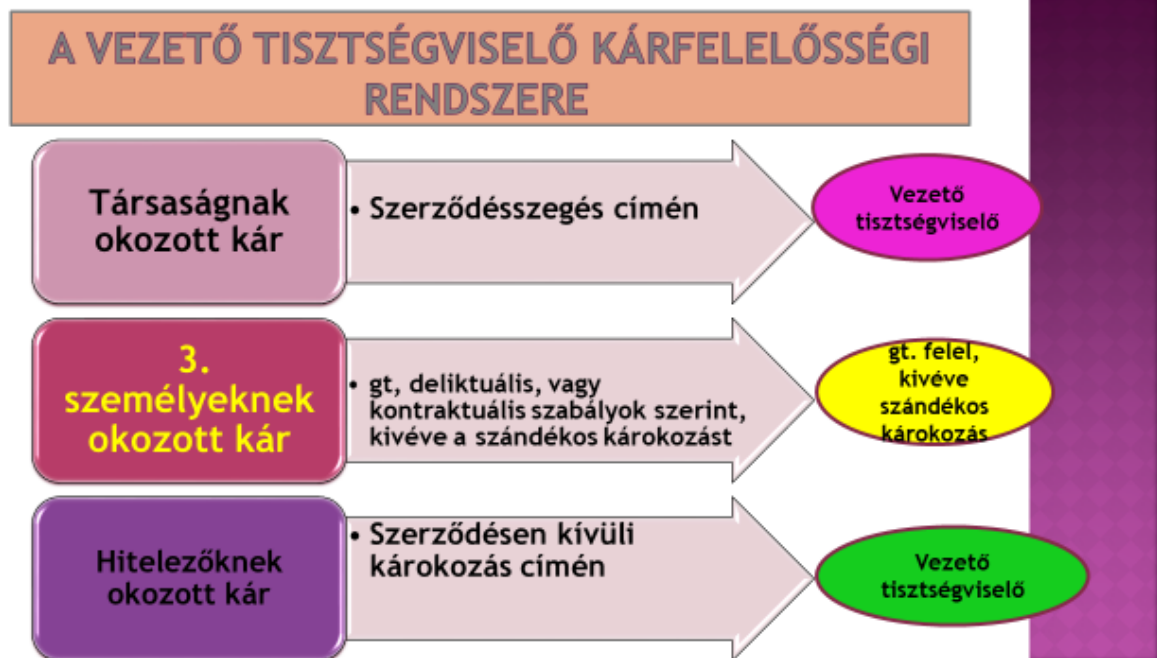 A VEZETŐ TISZTSÉGVISELŐ KÁRFELELŐSSÉGI
RENDSZERE
Társaságnak
okozott kár
• Szerződésszegés címén
Vezető
tisztségviselő
3.
személyeknek
okozott kár
• gt, deliktuális, vagy
kontraktuális szabályok szerint,
kivéve a szándékos károkozást
gt. felel,
kivéve
szándékos
károkozás
Hitelezőknek
okozott kár
• Szerződésen kívüli
károkozás címén
Vezető
tisztségviselő